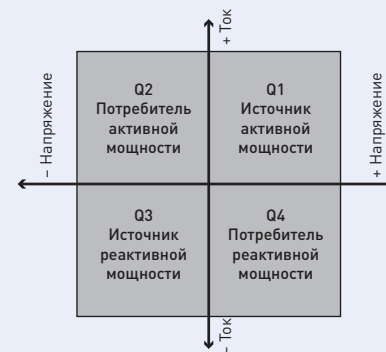 + Ток
Q2
Потребитель
активной
мощности
Q1
Источник
активной
мощности
– Напряжение
+ Напряжение
Q3
Источник
реактивной
мощности
Q4
Потребитель
реактивной
мощности
– Ток